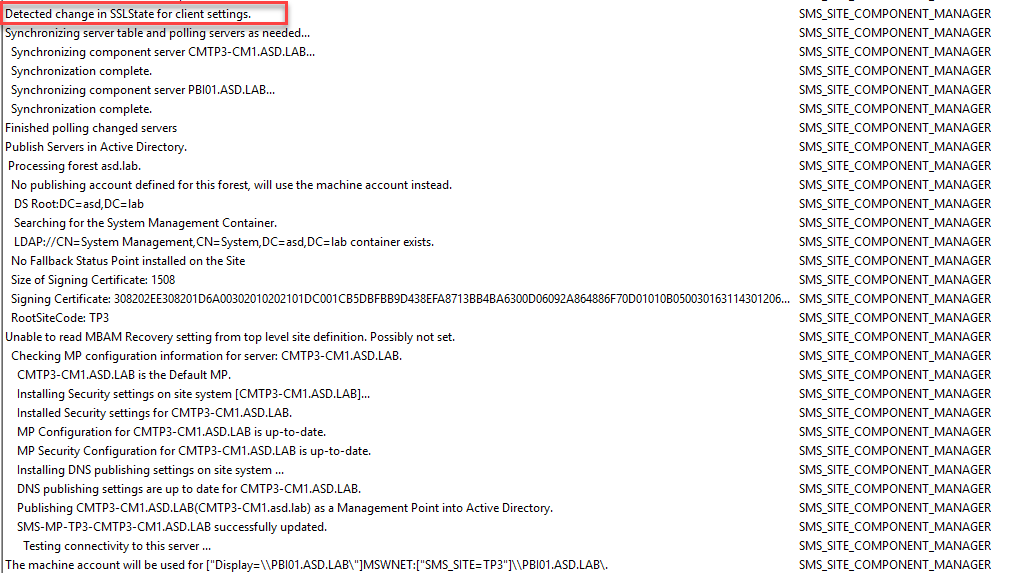 Detected change in SSLState for client settings. SMS_SITE_COMPONENT_MANAGER
Synchronizing server table and polling servers as needed... SMS_SITE_COMPONENT_MANAGER
Synchronizing component server CMTP3-CM1.ASD.LAB... SMS_SITE_COMPONENT_MANAGER
Synchronization complete. SMS_SITE_COMPONENT_MANAGER
Synchronizing component server PBI01.ASD.LAB... SMS_SITE_COMPONENT_MANAGER
Synchronization complete. SMS_SITE_COMPONENT_MANAGER
Finished polling changed servers SMS_SITE_COMPONENT_MANAGER
Publish Servers in Active Directory. SMS_SITE_COMPONENT_MANAGER
Processing forest asd.lab. SMS_SITE_COMPONENT_MANAGER
No publishing account defined for this forest, will use the machine account instead. SMS_SITE_COMPONENT_MANAGER
DS Root:DC=asd,DC=lab SMS_SITE_COMPONENT_MANAGER
Searching for the System Management Container. SMS_SITE_COMPONENT_MANAGER
LDAP://CN=System Management,CN=System,DC=asd,DC=lab container exists. SMS_SITE_COMPONENT_MANAGER
No Fallback Status Point installed on the Site SMS_SITE_COMPONENT_MANAGER
Size of Signing Certificate: 1508 SMS_SITE_COMPONENT_MANAGER
Signing Certificate: 308202EE308201D6A00302010202101DC001CB5DBFBB9D438EFA8713BB4BA6300D06092A864886F70D01010B050030163114301206... SMS_SITE_COMPONENT_MANAGER
RootSiteCode: TP3 SMS_SITE_COMPONENT_MANAGER
Unable to read MBAM Recovery setting from top level site definition. Possibly not set. SMS_SITE_COMPONENT_MANAGER
Checking MP configuration information for server: CMTP3-CM1.ASD.LAB. SMS_SITE_COMPONENT_MANAGER
CMTP3-CM1.ASD.LAB is the Default MP. SMS_SITE_COMPONENT_MANAGER
Installing Security settings on site system [CMTP3-CM1.ASD.LAB]... SMS_SITE_COMPONENT_MANAGER
Installed Security settings for CMTP3-CM1.ASD.LAB. SMS_SITE_COMPONENT_MANAGER
MP Configuration for CMTP3-CM1.ASD.LAB is up-to-date. SMS_SITE_COMPONENT_MANAGER
MP Security Configuration for CMTP3-CM1.ASD.LAB is up-to-date. SMS_SITE_COMPONENT_MANAGER
Installing DNS publishing settings on site system ... SMS_SITE_COMPONENT_MANAGER
DNS publishing settings are up to date for CMTP3-CM1.ASD.LAB. SMS_SITE_COMPONENT_MANAGER
Publishing CMTP3-CM1.ASD.LAB(CMTP3-CM1.asd.lab) as a Management Point into Active Directory. SMS_SITE_COMPONENT_MANAGER
SMS-MP-TP3-CMTP3-CM1.ASD.LAB successfully updated. SMS_SITE_COMPONENT_MANAGER
Testing connectivity to this server ... SMS_SITE_COMPONENT_MANAGER
The machine account will be used for ["Display=\\PBI01.ASD.LAB\"]MSWNET:["SMS_SITE=TP3"]\\PBI01.ASD.LAB\. SMS_SITE_COMPONENT_MANAGER